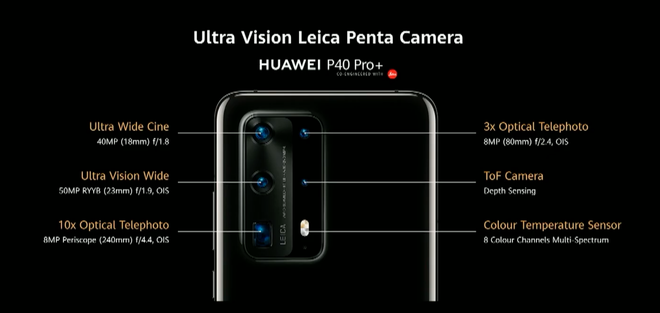 Ultra Vision Leica Penta Camera
HUAWEI P40 Pro+
CO-ENGINEERED WITH
Ultra Wide Cine
40MP (18mm) f/1.8
Ultra Vision Wide
50MP RYYB (23mm) f/1.9, OIS
10x Optical Telephoto
8MP Periscope (240mm) f/4.4, OIS
3x Optical Telephoto
8MP (80mm) f/2.4, OIS
ToF Camera
Depth Sensing
Colour Temperature Sensor
8 Colour Channels Multi-Spectrum
LEICA